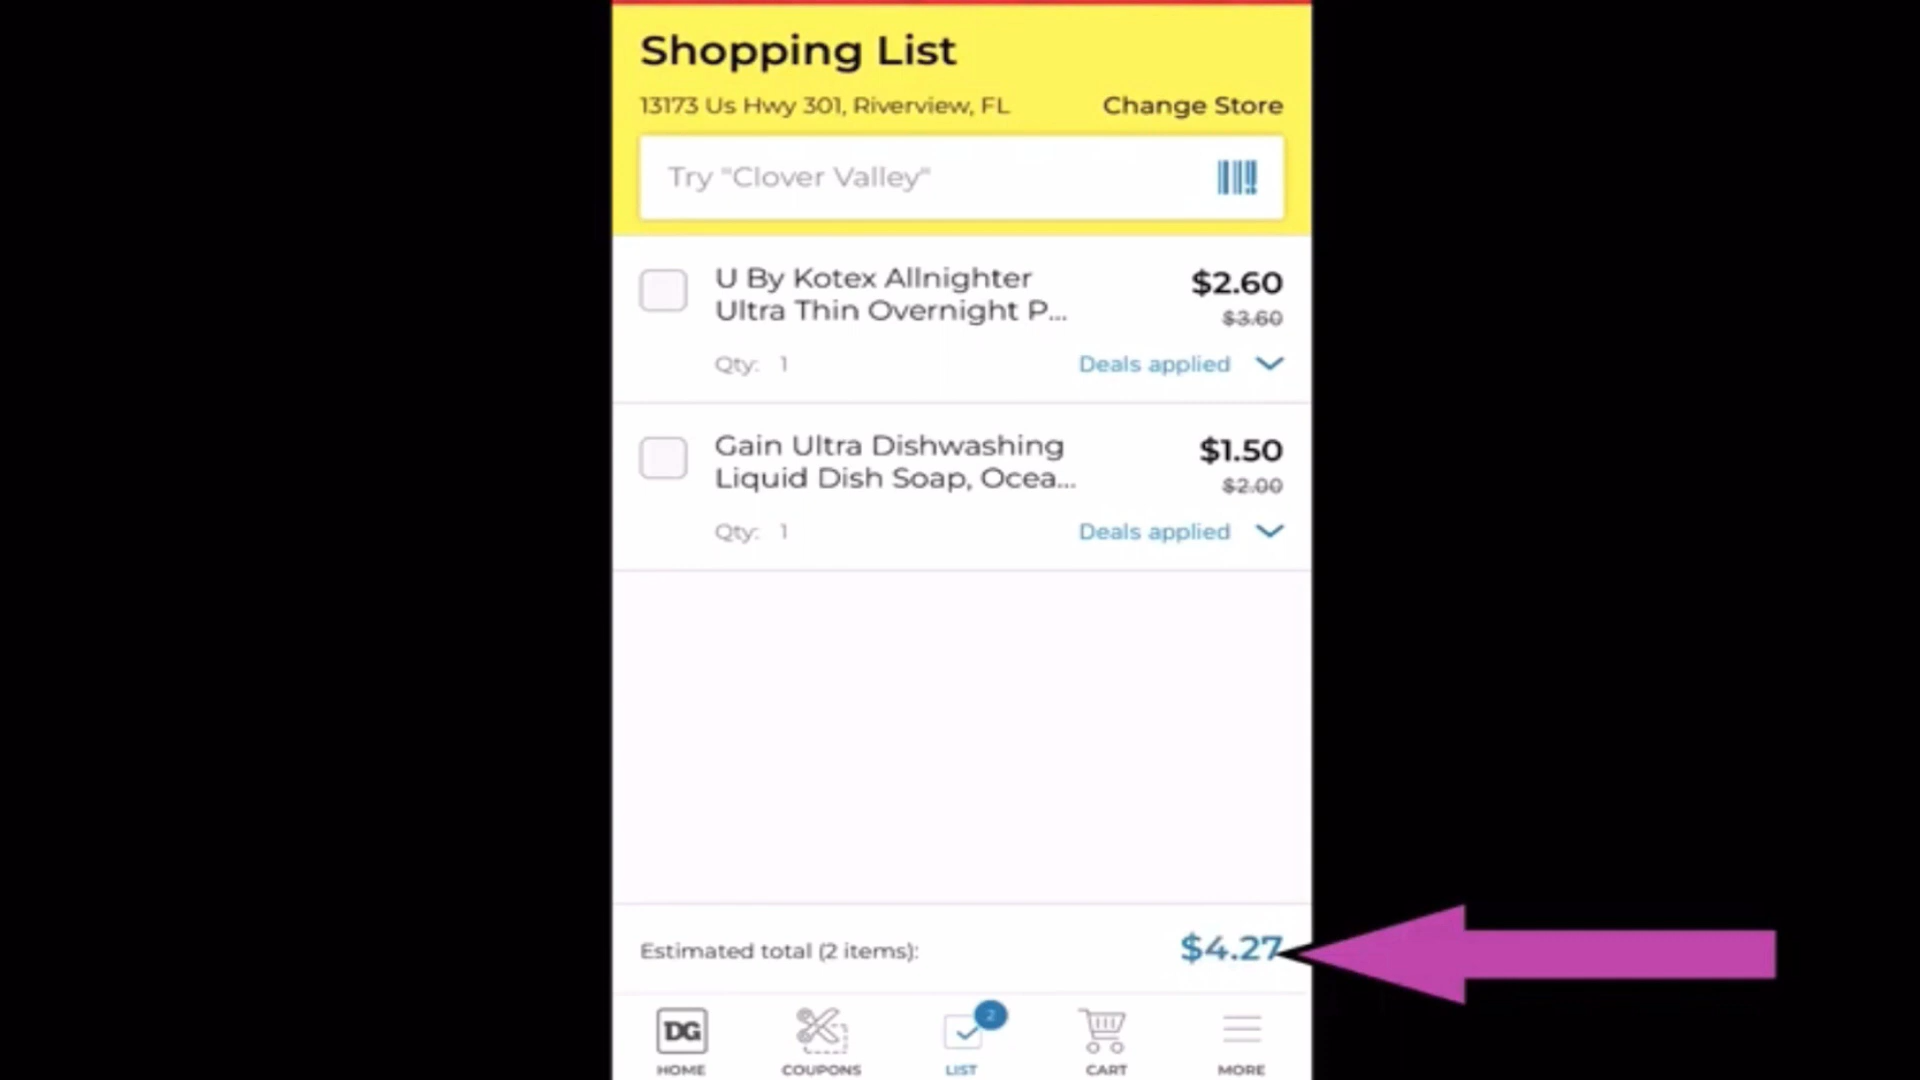 Shopping List
13173 Us Hwy 301, Riverview, FL Change Store
Try "Clover Valley"
U By Kotex Allnighter $2.60
Ultra Thin Overnight P... $3.60
Qty: 1 Deals applied
Gain Ultra Dishwashing $1.50
Liquid Dish Soap, Ocea... $2.00
Qty: 1 Deals applied
Estimated total (2 items): $4.27
2
DG
HOME COUPONS LIST CART MORE